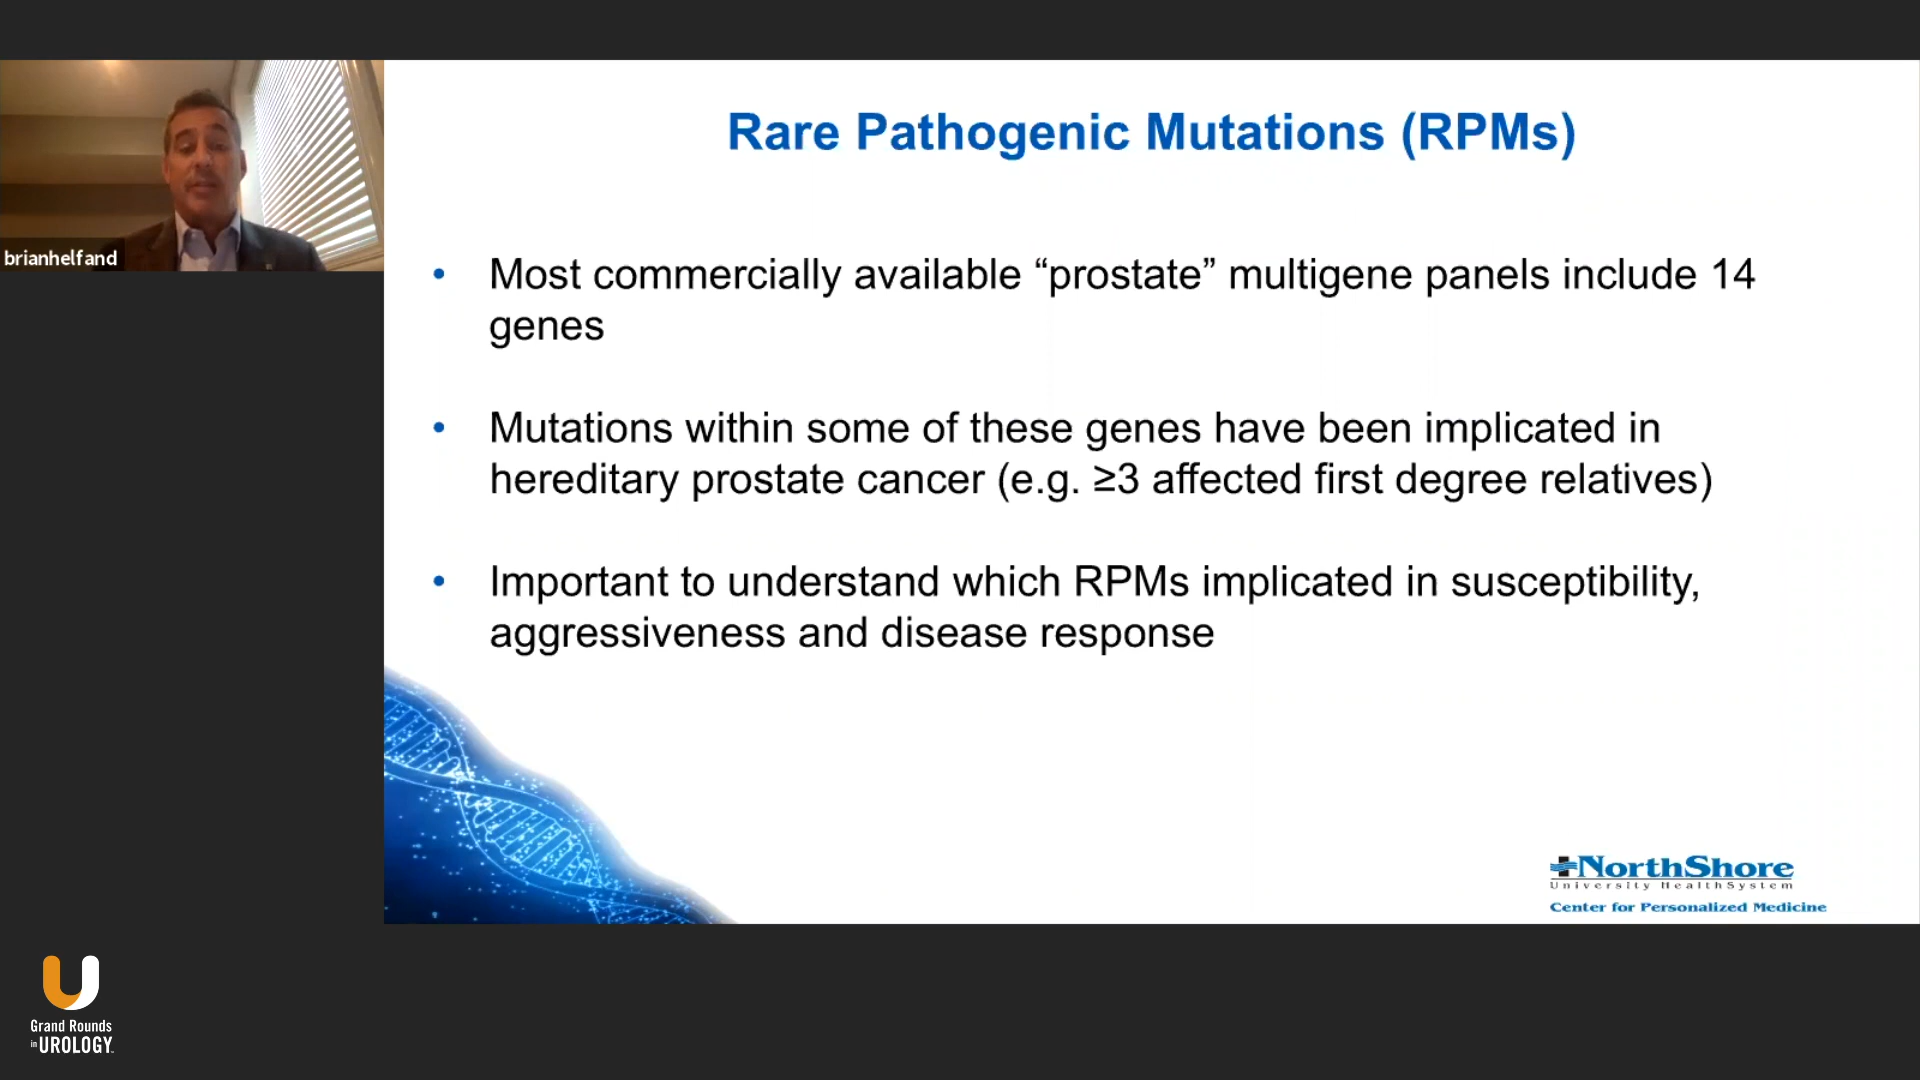 Rare Pathogenic Mutations (RPMs)
brianhelfand
• Most commercially available “prostate” multigene panels include 14
genes
• Mutations within some of these genes have been implicated in
hereditary prostate cancer (e.g. ≥3 affected first degree relatives)
• Important to understand which RPMs implicated in susceptibility,
aggressiveness and disease response
NorthShore
University HealthSystem
Center for Personalized Medicine
Grand Rounds
in UROLOGY